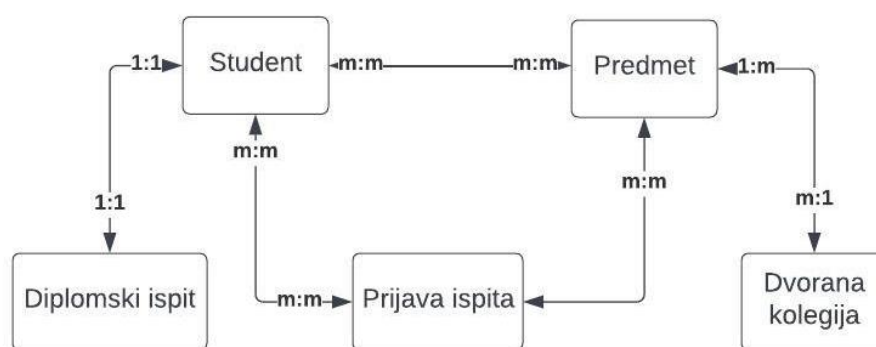 Student
m:m
m:m
Predmet
1:1
1:m
m:m
m:m
1:1
m:1
Diplomski ispit
m:m
Prijava ispita
Dvorana
kolegija